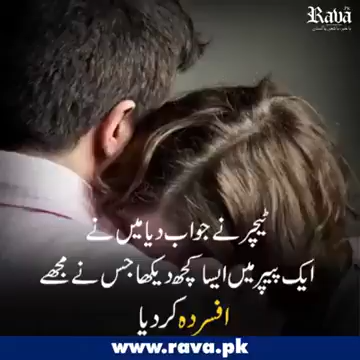 Rava
ٹیچر نے جواب دیا میں نے
ایک پیپر میں ایسا کچھ دیکھا جس نے مجھے
افسردہ کر دیا
www.rava.pk